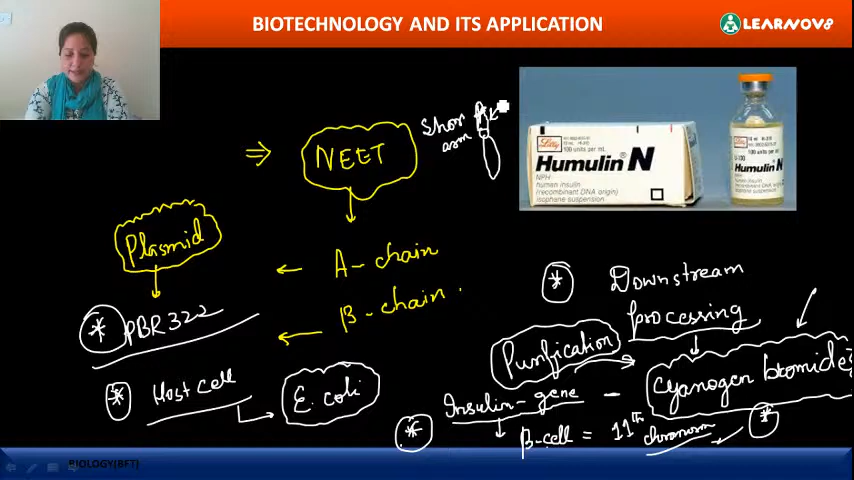 BIOTECHNOLOGY AND ITS APPLICATION
LEARNOV8
Short
arm
NEET
Lilly
100 units per mL
Humulin N
NPH
human insulin
(recombinant DNA origin)
isophane suspension
Humulin N
Plasmid
A-chain
B-chain
PBR322
* Downstream
processing
Purification
* Host cell
E. coli
Insulin-gene - cyanogen bromide
* B-cell = 11th
*
BIOLOGY(BFT)